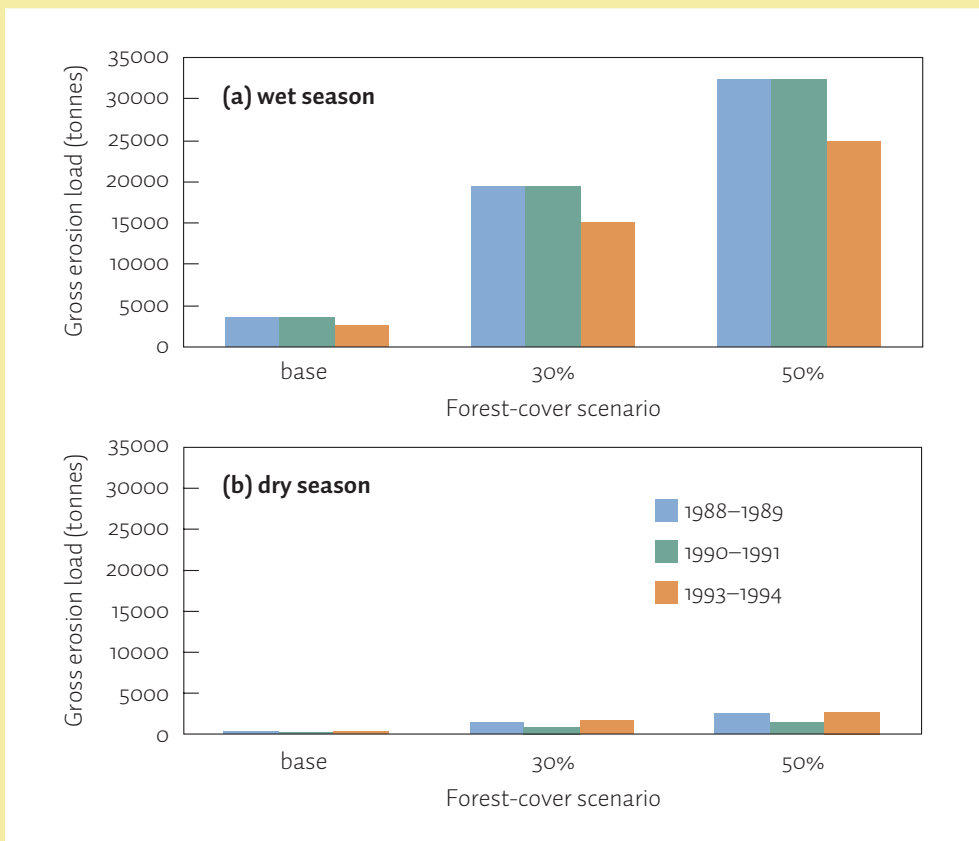 35000
30000
25000
20000
15000
10000
5000
0
Gross erosion load (tonnes)
(a) wet season
base 30% 50%
Forest-cover scenario
35000
30000
25000
20000
15000
10000
5000
0
Gross erosion load (tonnes)
(b) dry season
1988–1989
1990–1991
1993–1994
base 30% 50%
Forest-cover scenario